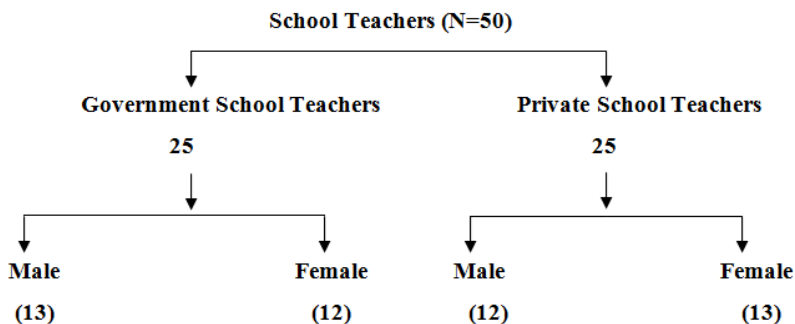 School Teachers (N=50)
Government School Teachers Private School Teachers
25 25
Male Female Male Female
(13) (12) (12) (13)